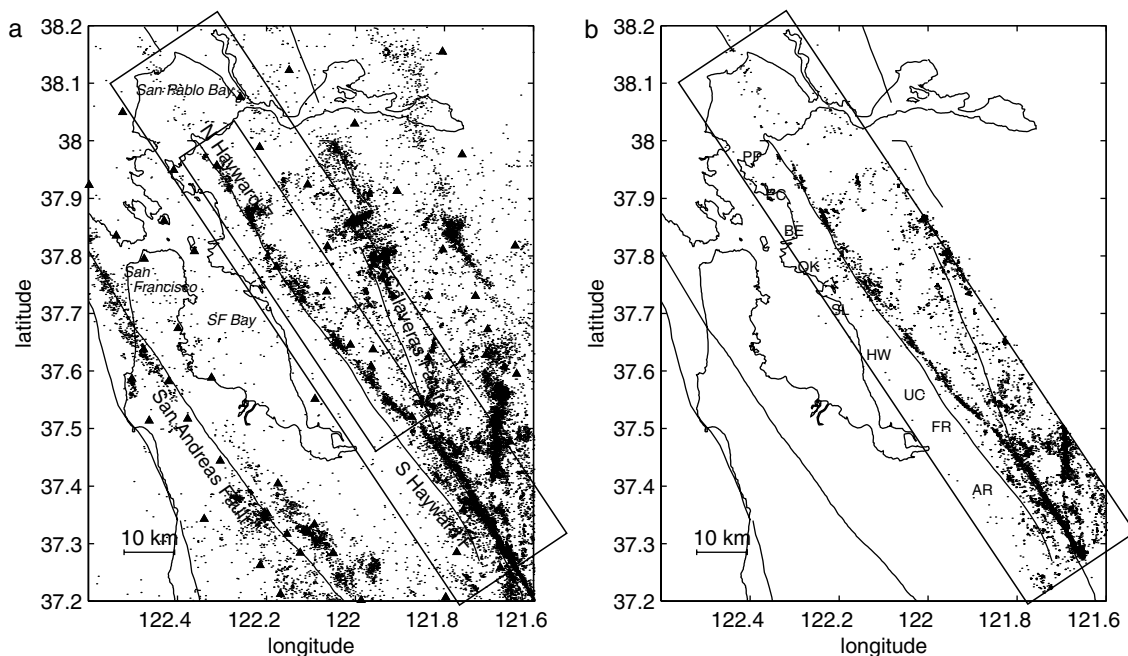 a
38.2
38.1
38
37.9
37.8
37.7
37.6
37.5
37.4
37.3
37.2
latitude
San Pablo Bay
N Hayward F
San
Francisco
SF Bay
San Andreas Fault
S Hayward F
10 km
122.4
122.2
122
121.8
121.6
longitude
b
38.2
38.1
38
37.9
37.8
37.7
37.6
37.5
37.4
37.3
37.2
latitude
PP
BE
OK
SL
HW
UC
FR
AR
10 km
122.4
122.2
122
121.8
121.6
longitude